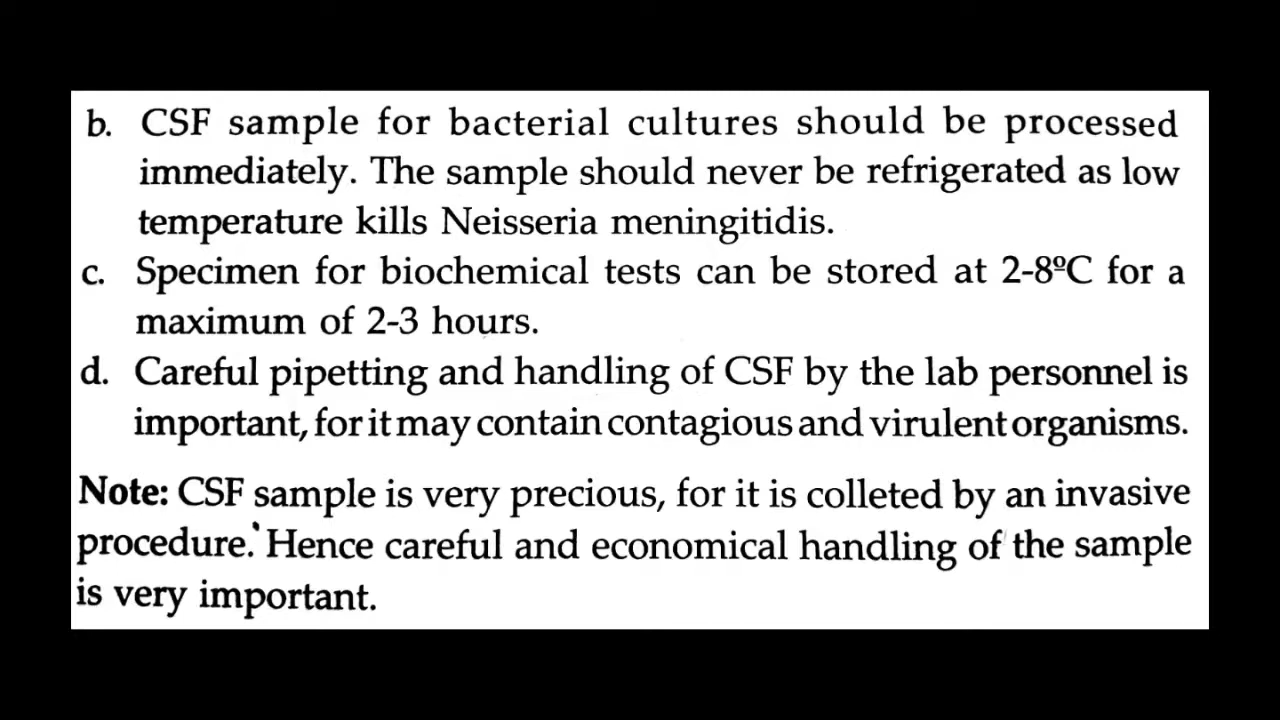 b. CSF sample for bacterial cultures should be processed
immediately. The sample should never be refrigerated as low
temperature kills Neisseria meningitidis.
c. Specimen for biochemical tests can be stored at 2-8ºC for a
maximum of 2-3 hours.
d. Careful pipetting and handling of CSF by the lab personnel is
important, for it may contain contagious and virulent organisms.
Note: CSF sample is very precious, for it is colleted by an invasive
procedure. Hence careful and economical handling of the sample
is very important.